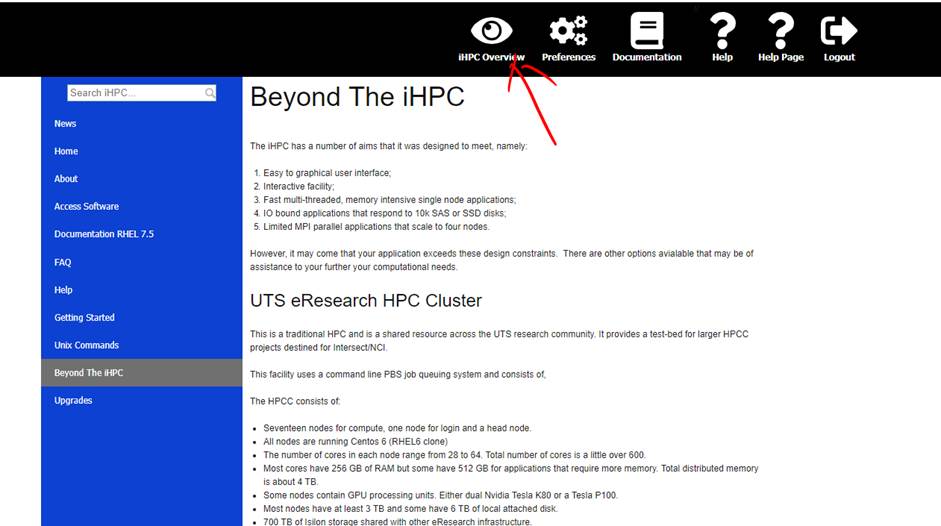 iHPC Overview Preferences Documentation Help Help Page Logout
Search iHPC...
News
Home
About
Access Software
Documentation RHEL 7.5
FAQ
Help
Getting Started
Unix Commands
Beyond The iHPC
Upgrades
Beyond The iHPC
The iHPC has a number of aims that it was designed to meet, namely:
1. Easy to graphical user interface;
2. Interactive facility;
3. Fast multi-threaded, memory intensive single node applications;
4. IO bound applications that respond to 10k SAS or SSD disks;
5. Limited MPI parallel applications that scale to four nodes.
However, it may come that your application exceeds these design constraints. There are other options avialable that may be of
assistance to your further your computational needs.
UTS eResearch HPC Cluster
This is a traditional HPC and is a shared resource across the UTS research community. It provides a test-bed for larger HPCC
projects destined for Intersect/NCI.
This facility uses a command line PBS job queuing system and consists of,
The HPCC consists of:
• Seventeen nodes for compute, one node for login and a head node.
• All nodes are running Centos 6 (RHEL6 clone)
• The number of cores in each node range from 28 to 64. Total number of cores is a little over 600.
• Most cores have 256 GB of RAM but some have 512 GB for applications that require more memory. Total distributed memory
is about 4 TB.
• Some nodes contain GPU processing units. Either dual Nvidia Tesla K80 or a Tesla P100.
• Most nodes have at least 3 TB and some have 6 TB of local attached disk.
• 700 TB of Isilon storage shared with other eResearch infrastructure.